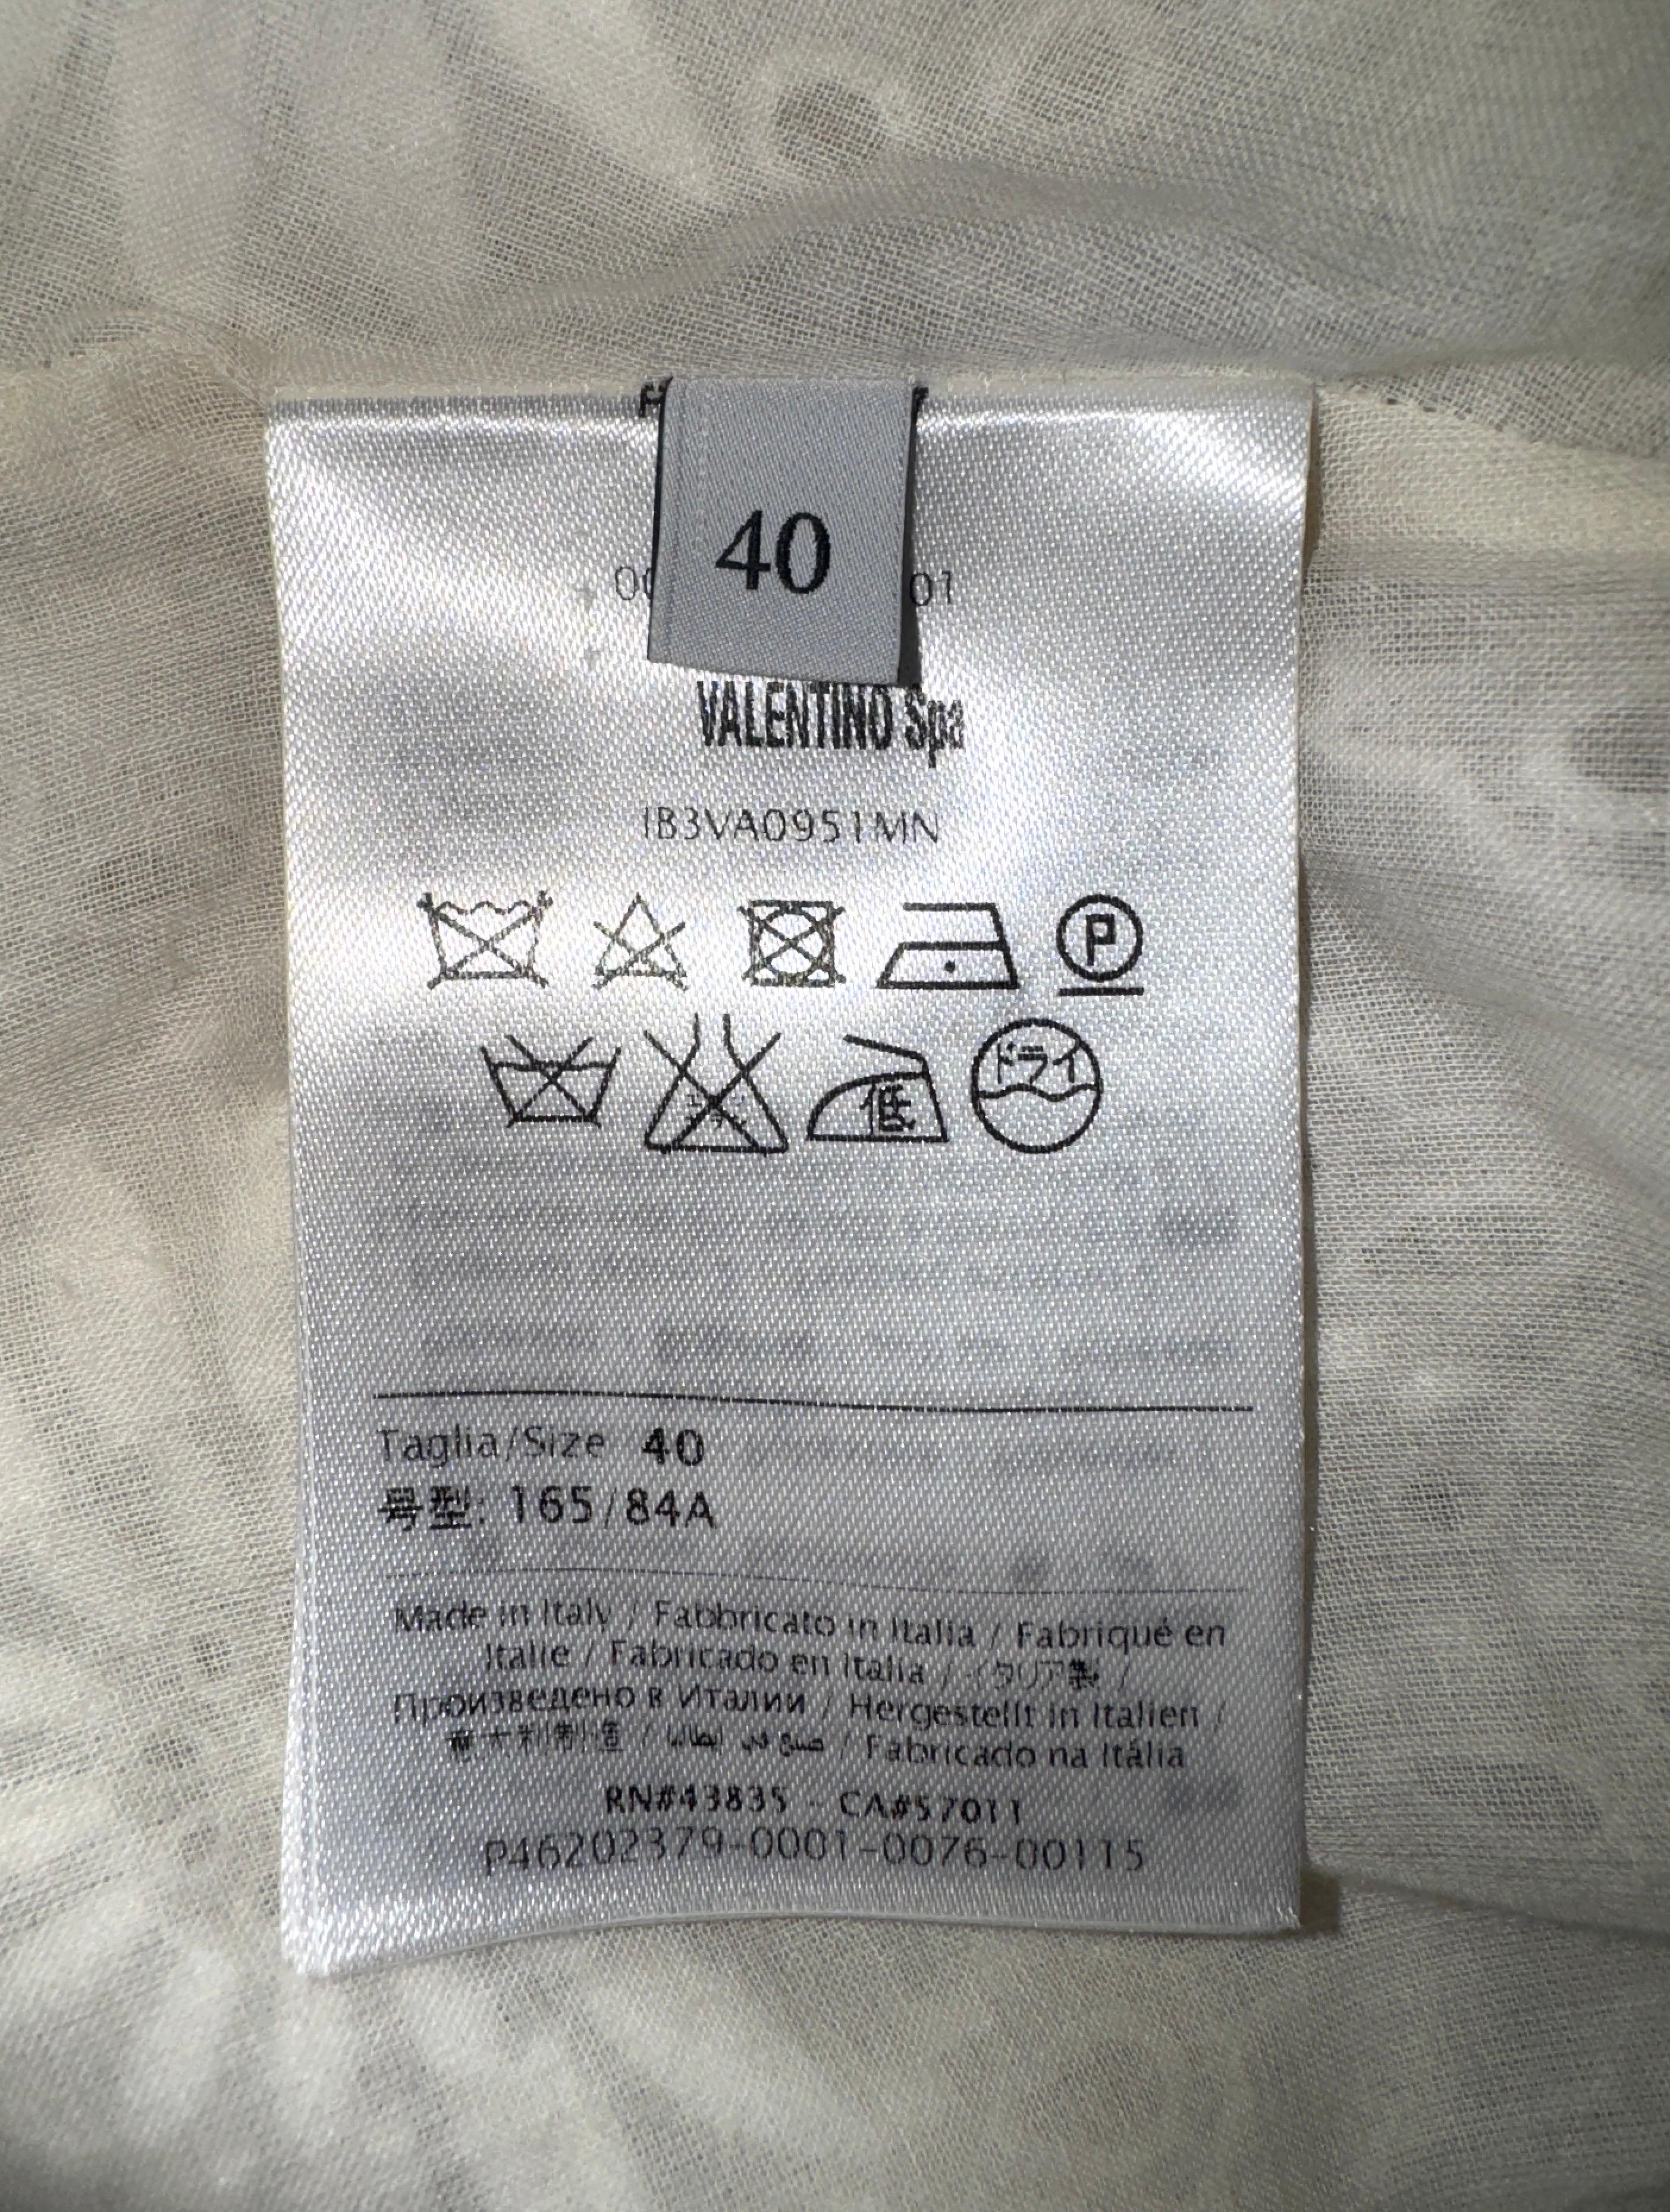 40
01
VALENTINO Spa
IB3VA0951MN
P
低 ドライ
Taglia/Size 40
号型: 165/84A
Made in Italy / Fabbricato in Italia / Fabriqué en
Italie / Fabricado en Italia / イタリア製 /
Произведено в Италии / Hergestellt in Italien /
意大利制造 / صنع في إيطاليا / Fabricado na Itália
RN#43835 - CA#57011
P46202379-0001-0076-00115